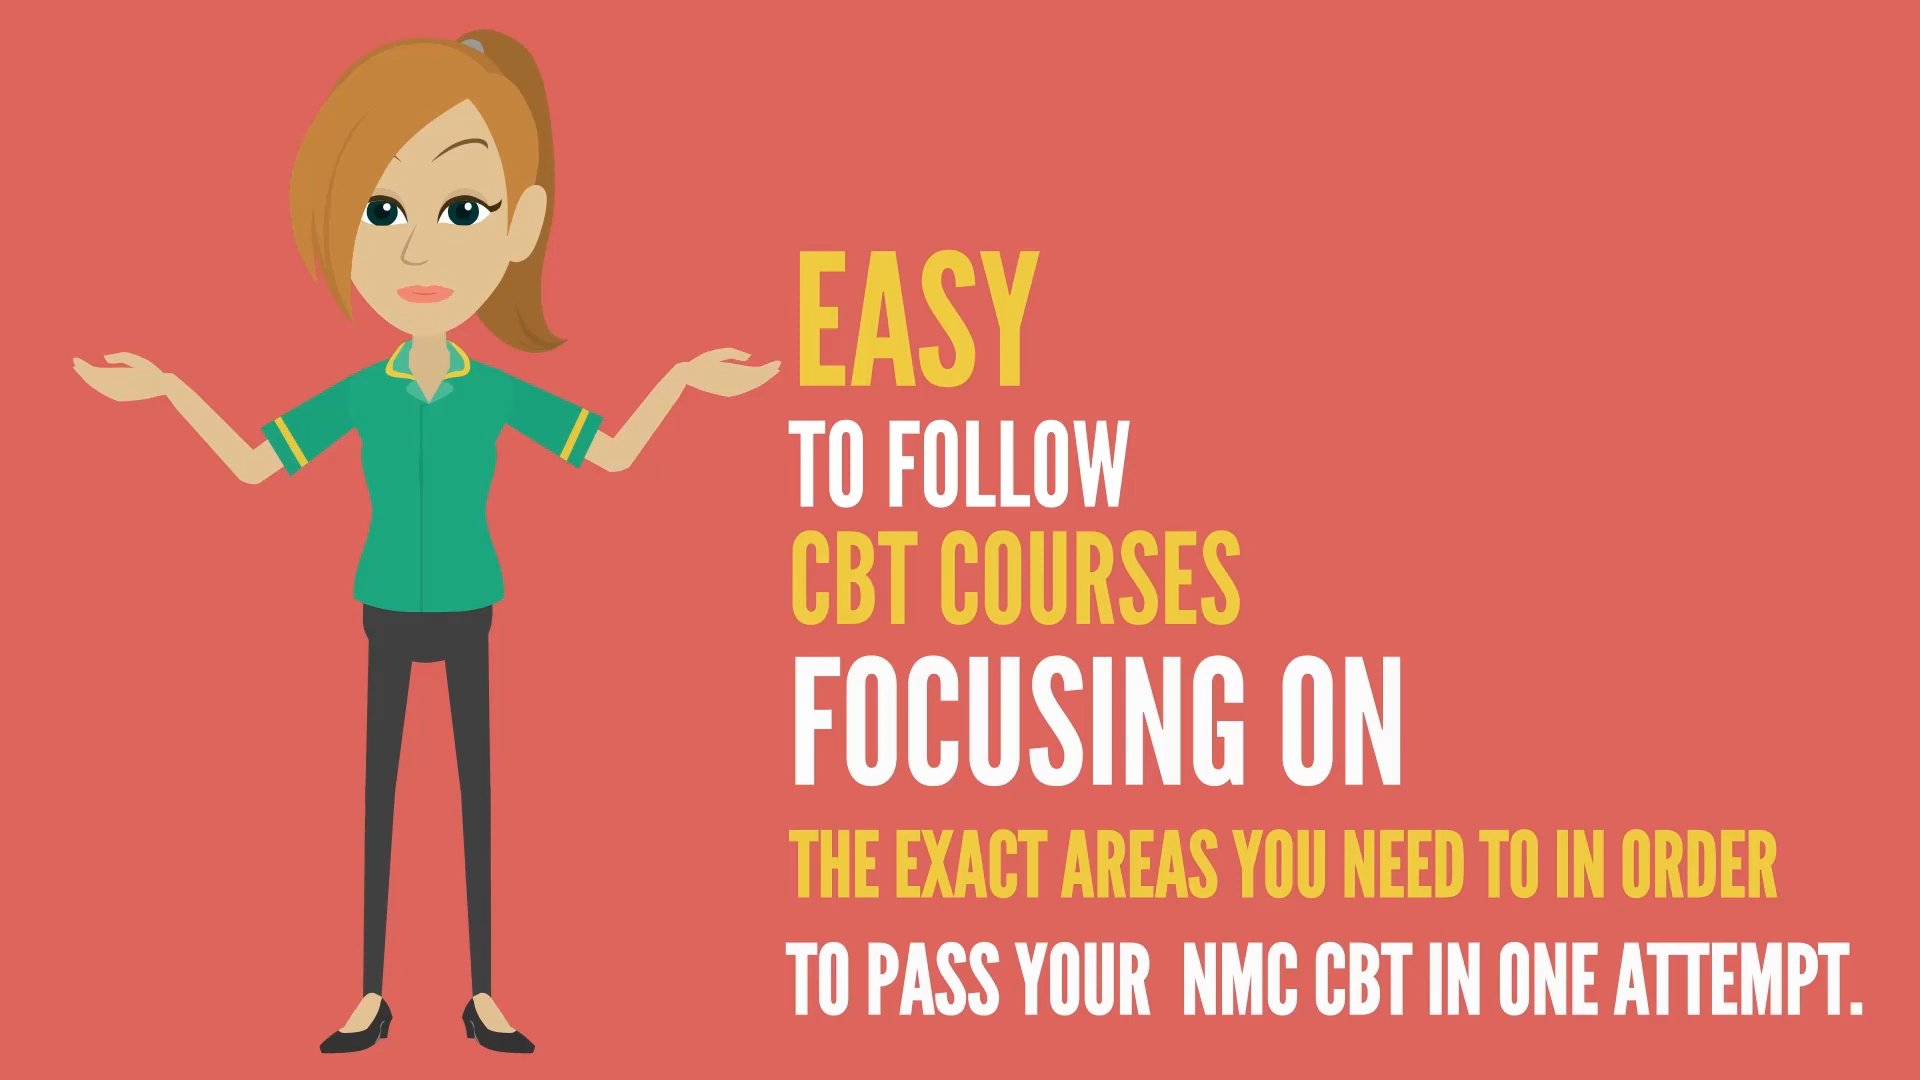 EASY
TO FOLLOW
CBT COURSES
FOCUSING ON
THE EXACT AREAS YOU NEED TO IN ORDER
TO PASS YOUR NMC CBT IN ONE ATTEMPT.